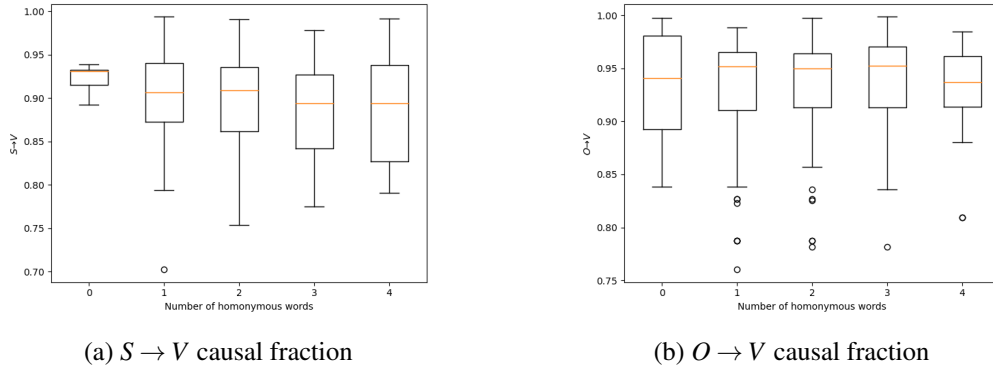 1.00
0.95
0.90
0.85
0.80
0.75
0.70
S→V
0 1 2 3 4
Number of homonymous words
(a) S → V causal fraction
1.00
0.95
0.90
0.85
0.80
0.75
O→V
0 1 2 3 4
Number of homonymous words
(b) O → V causal fraction